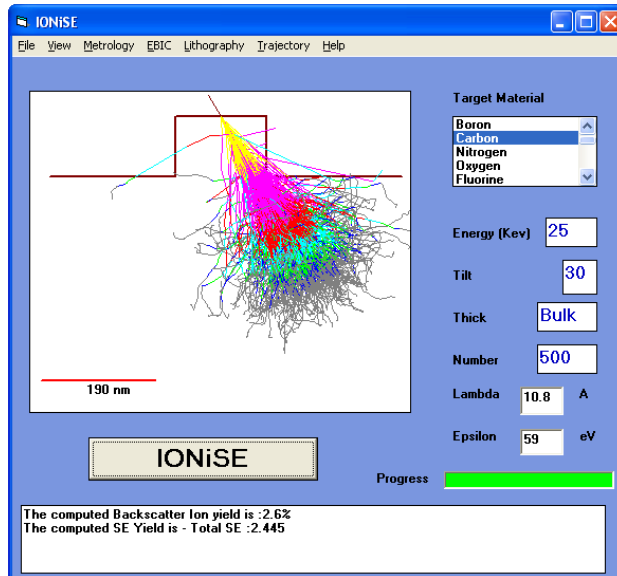 IONiSE
File View Metrology EBIC Lithography Trajectory Help
Target Material
Boron
Carbon
Nitrogen
Oxygen
Fluorine
Energy (Kev) 25
Tilt 30
Thick Bulk
Number 500
Lambda 10.8 A
Epsilon 59 eV
190 nm
IONiSE
Progress
The computed Backscatter Ion yield is :2.6%
The computed SE Yield is - Total SE :2.445